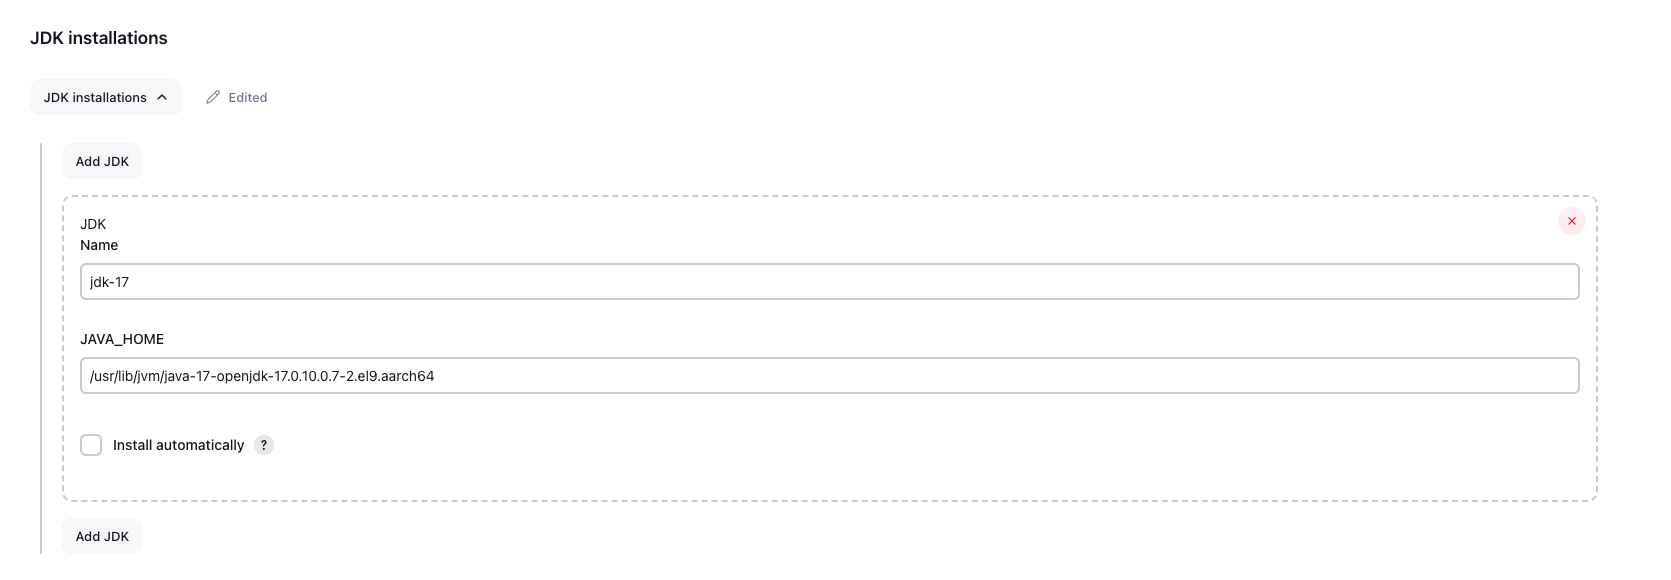 JDK installations
JDK installations
Edited
Add JDK
JDK
Name
jdk-17
JAVA_HOME
/usr/lib/jvm/java-17-openjdk-17.0.10.0.7-2.el9.aarch64
Install automatically ?
Add JDK